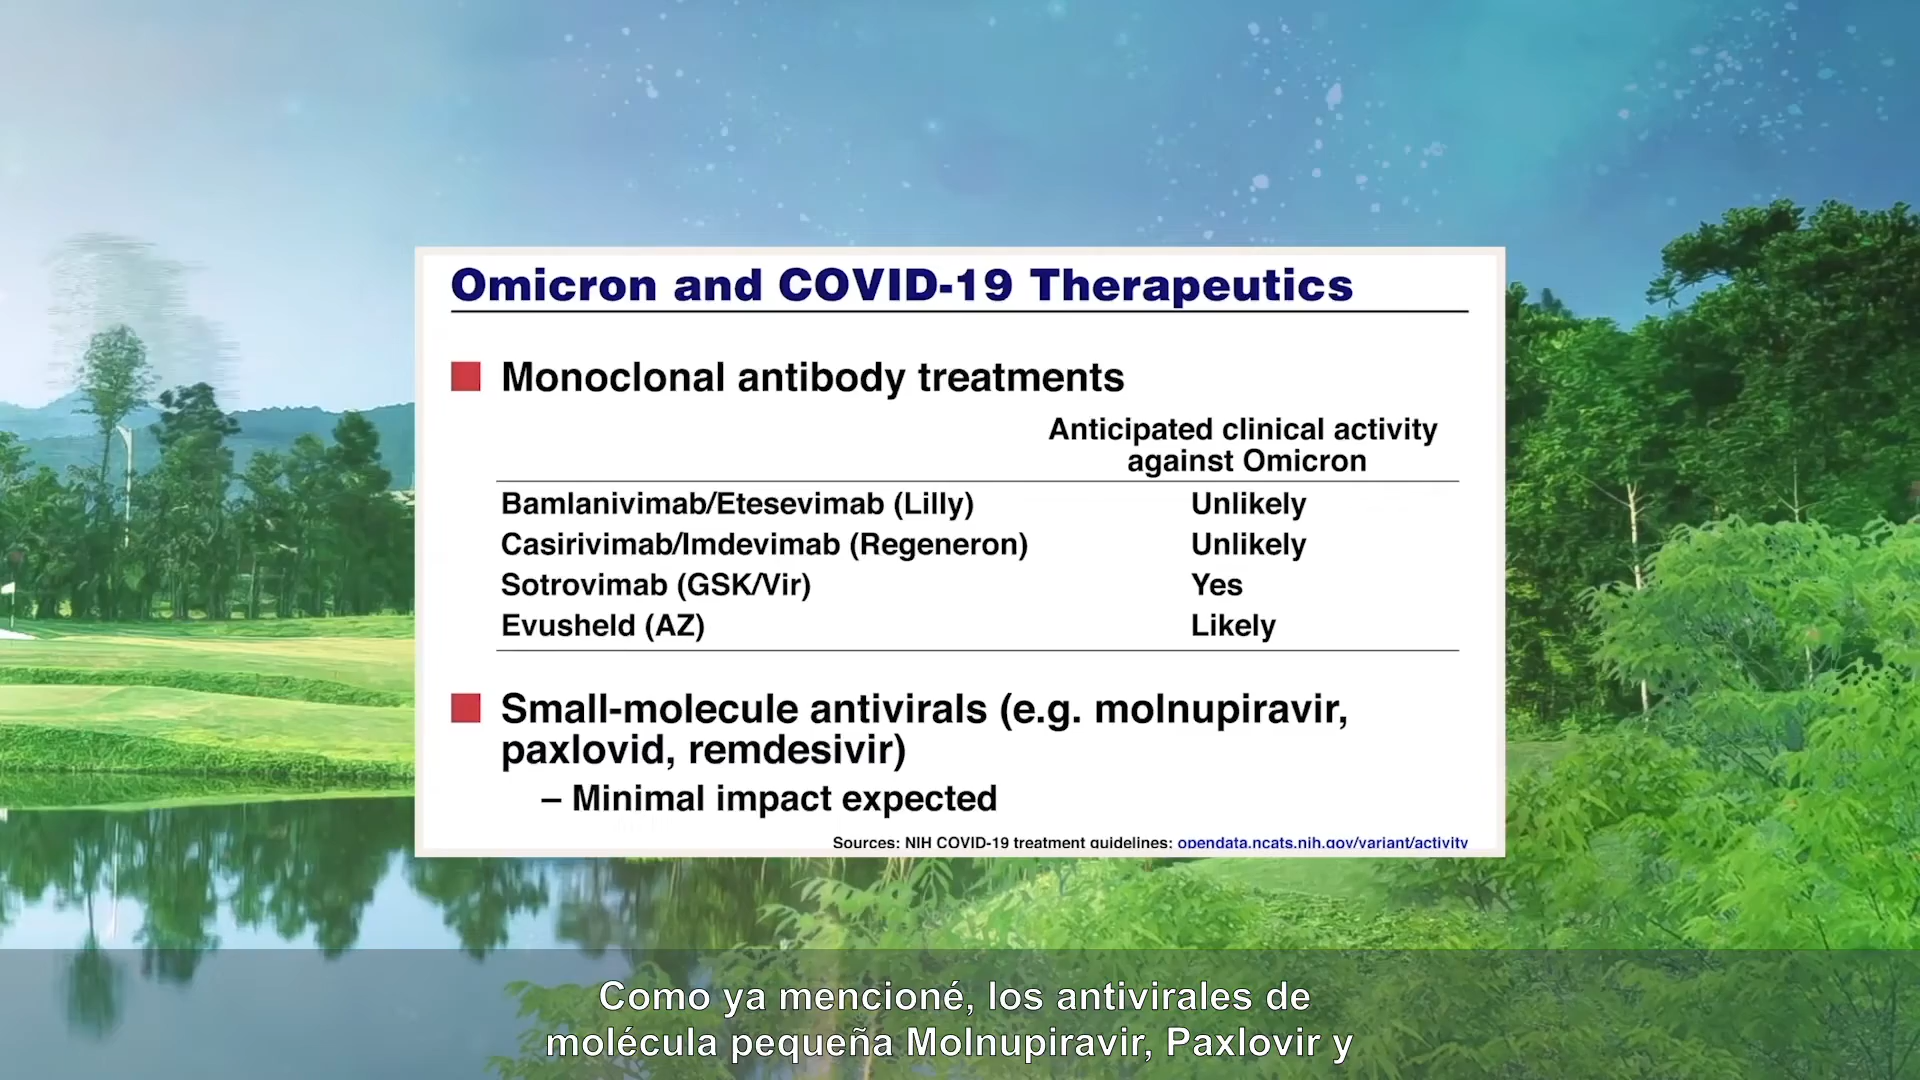 Omicron and COVID-19 Therapeutics
Monoclonal antibody treatments
Anticipated clinical activity
against Omicron
Bamlanivimab/Etesevimab (Lilly) Unlikely
Casirivimab/Imdevimab (Regeneron) Unlikely
Sotrovimab (GSK/Vir) Yes
Evusheld (AZ) Likely
Small-molecule antivirals (e.g. molnupiravir,
paxlovid, remdesivir)
– Minimal impact expected
Sources: NIH COVID-19 treatment guidelines: opendata.ncats.nih.gov/variant/activity
Como ya mencioné, los antivirales de
molécula pequeña Molnupiravir, Paxlovir y